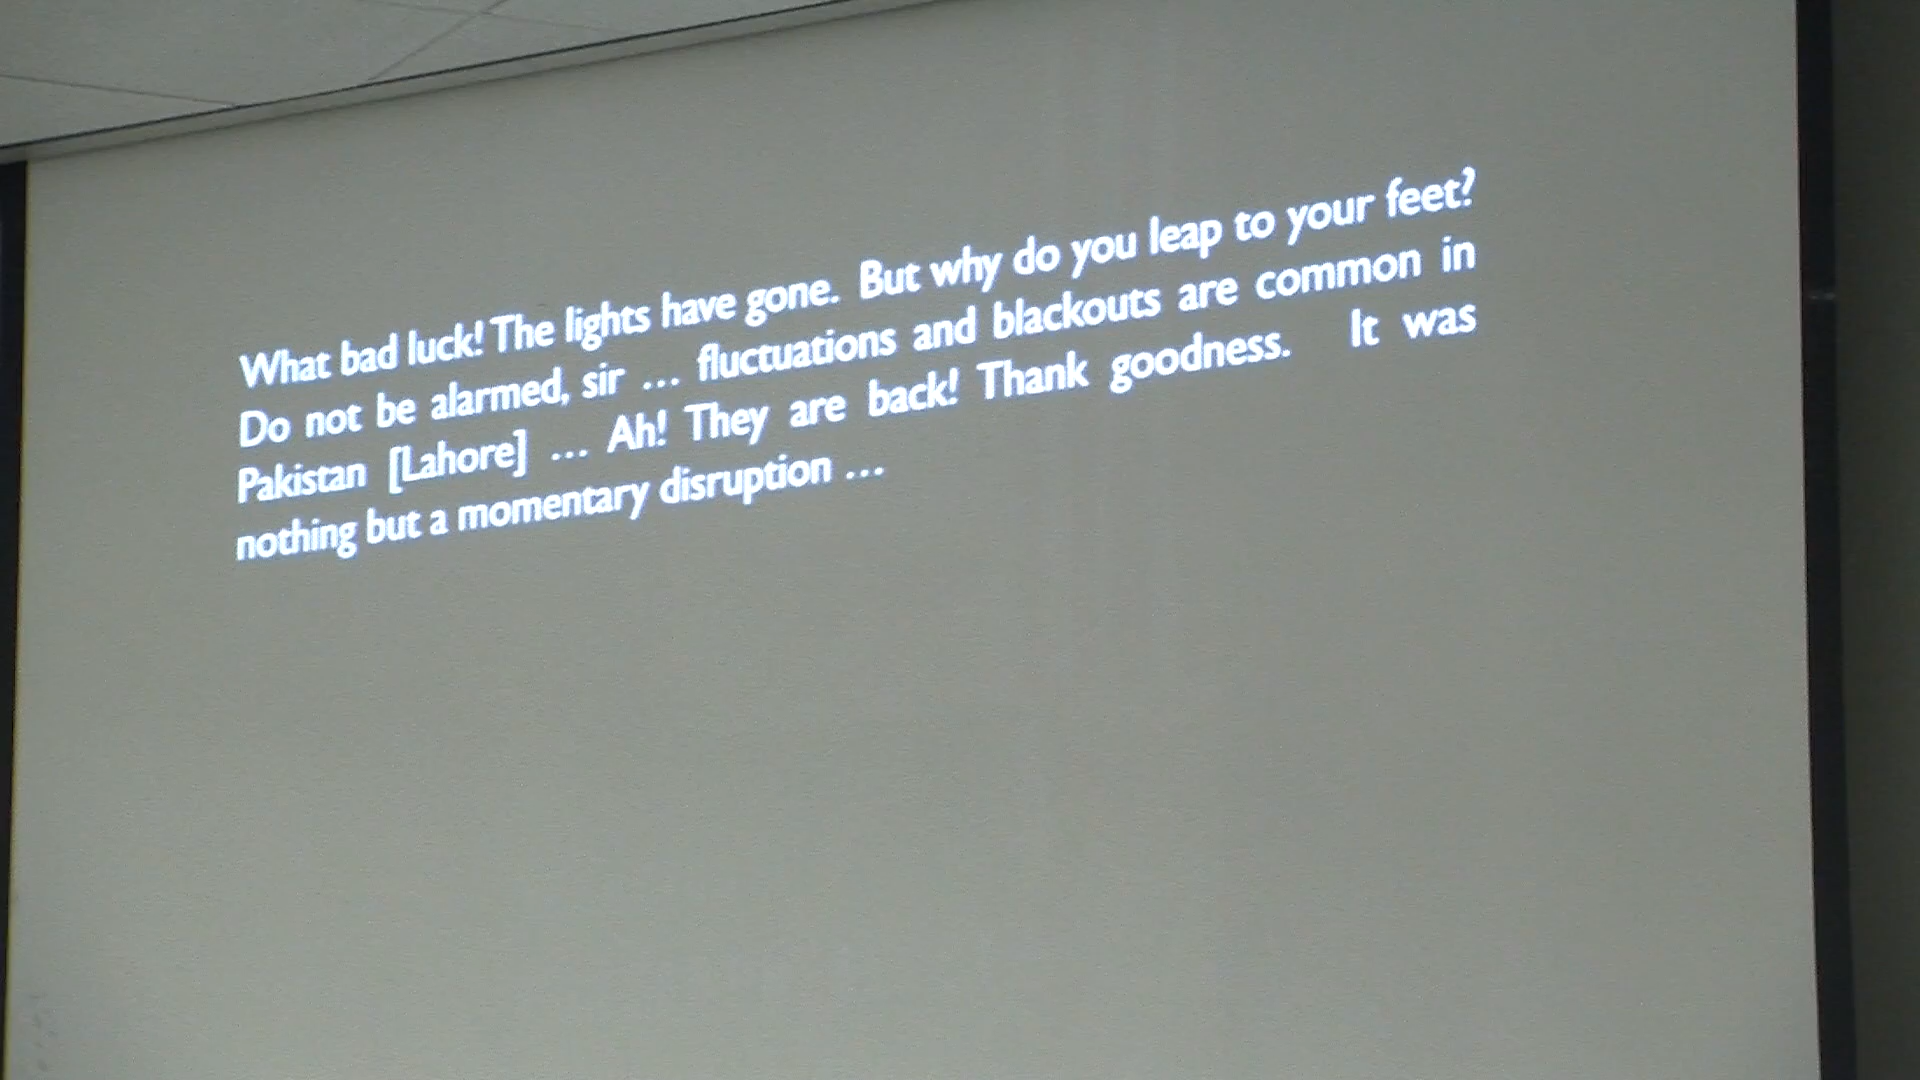 What bad luck! The lights have gone. But why do you leap to your feet?
Do not be alarmed, sir ... fluctuations and blackouts are common in
Pakistan [Lahore] ... Ah! They are back! Thank goodness. It was
nothing but a momentary disruption ...